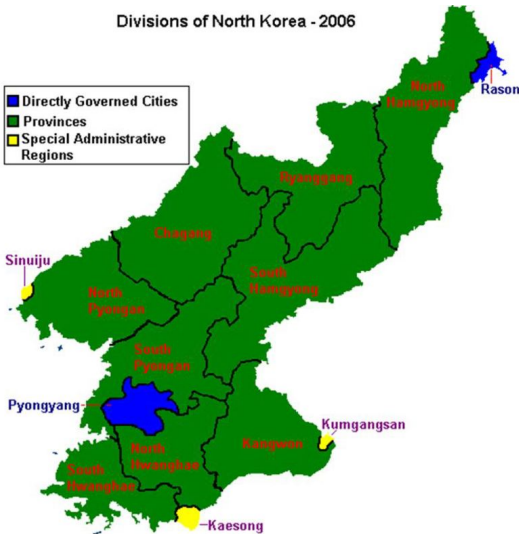 Divisions of North Korea - 2006
Directly Governed Cities
Provinces
Special Administrative
Regions
North
Hamgyong
Rason
Ryanggang
Chagang
South
Hamgyong
Sinuiju
North
Pyongan
South
Pyongan
Pyongyang
Kumgangsan
Kangwon
North
Hwanghae
South
Hwanghae
Kaesong